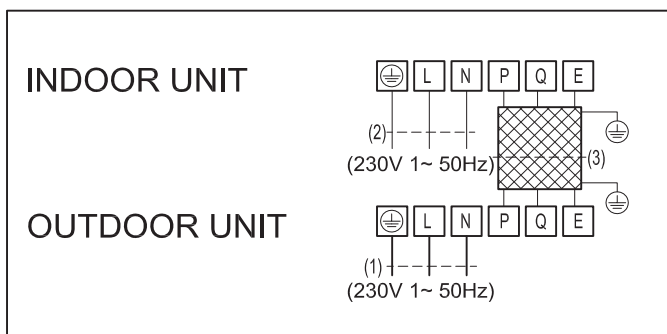 INDOOR UNIT
L N P Q E
(2)
(230V 1~ 50Hz)
(3)
OUTDOOR UNIT
L N P Q E
(1)
(230V 1~ 50Hz)